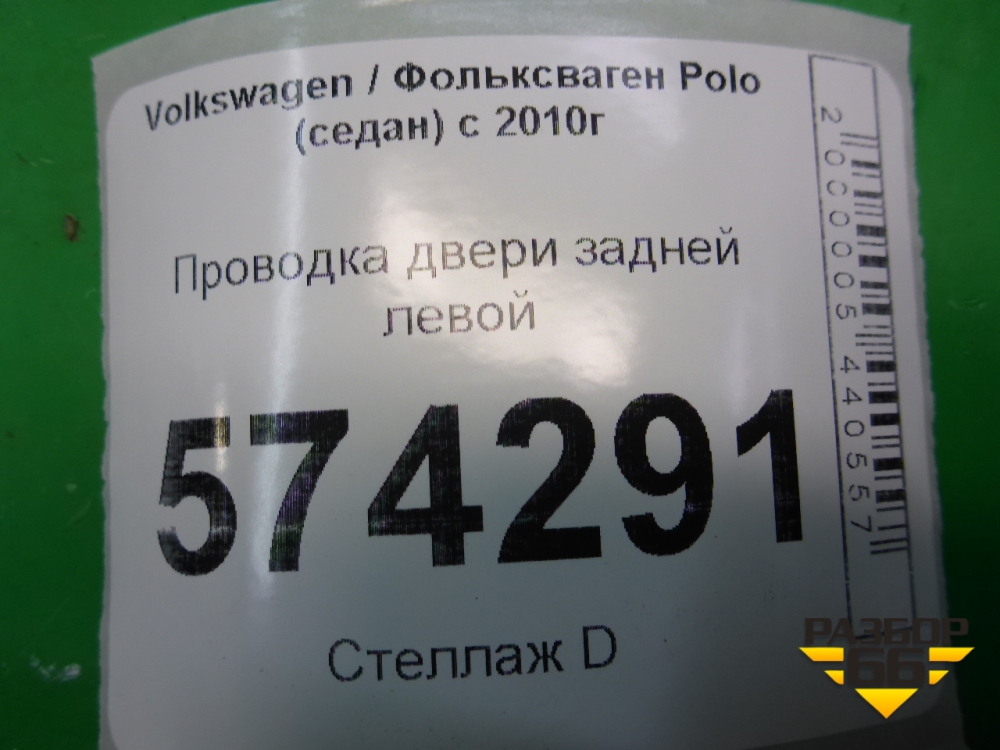 Volkswagen / Фольксваген Polo
(седан) с 2010г
Проводка двери задней
левой
574291
Стеллаж D
2000005440557
РАЗБОР
66